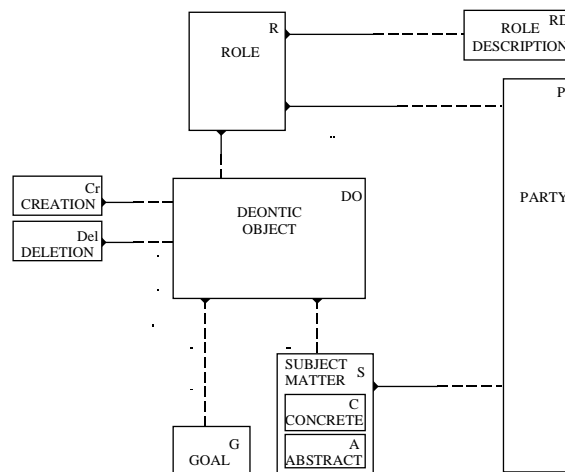 R
ROLE
RD
ROLE
DESCRIPTION
P
PARTY
Cr
CREATION
Del
DELETION
DO
DEONTIC
OBJECT
SUBJECT
MATTER S
C
CONCRETE
A
ABSTRACT
G
GOAL